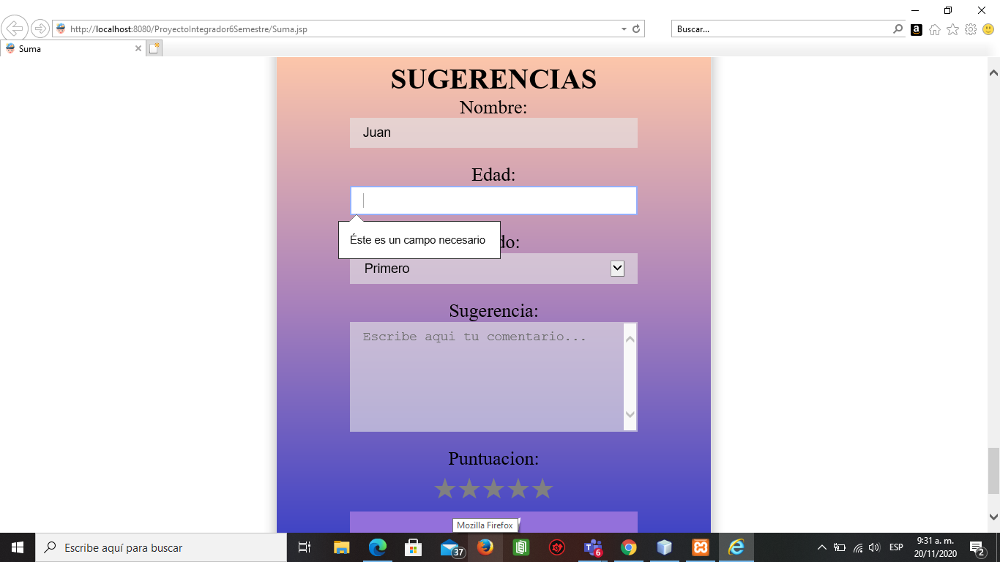 http://localhost:8080/ProyectoIntegrador6Semestre/Suma.jsp
Buscar...
Suma
SUGERENCIAS
Nombre:
Juan
Edad:
Éste es un campo necesario
do:
Primero
Sugerencia:
Escribe aqui tu comentario...
Puntuacion:
Mozilla Firefox
Escribe aquí para buscar
37
6
ESP
9:31 a. m.
20/11/2020
2